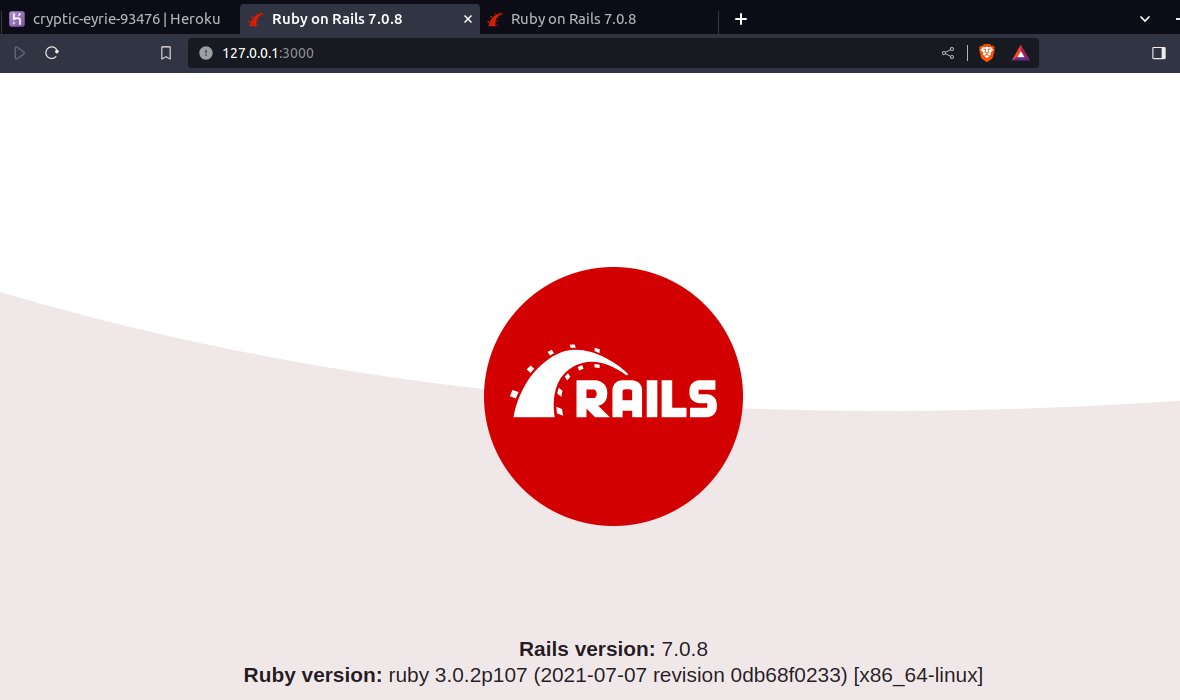 cryptic-eyrie-93476 | Heroku
Ruby on Rails 7.0.8
Ruby on Rails 7.0.8
127.0.0.1:3000
RAILS
Rails version: 7.0.8
Ruby version: ruby 3.0.2p107 (2021-07-07 revision 0db68f0233) [x86_64-linux]